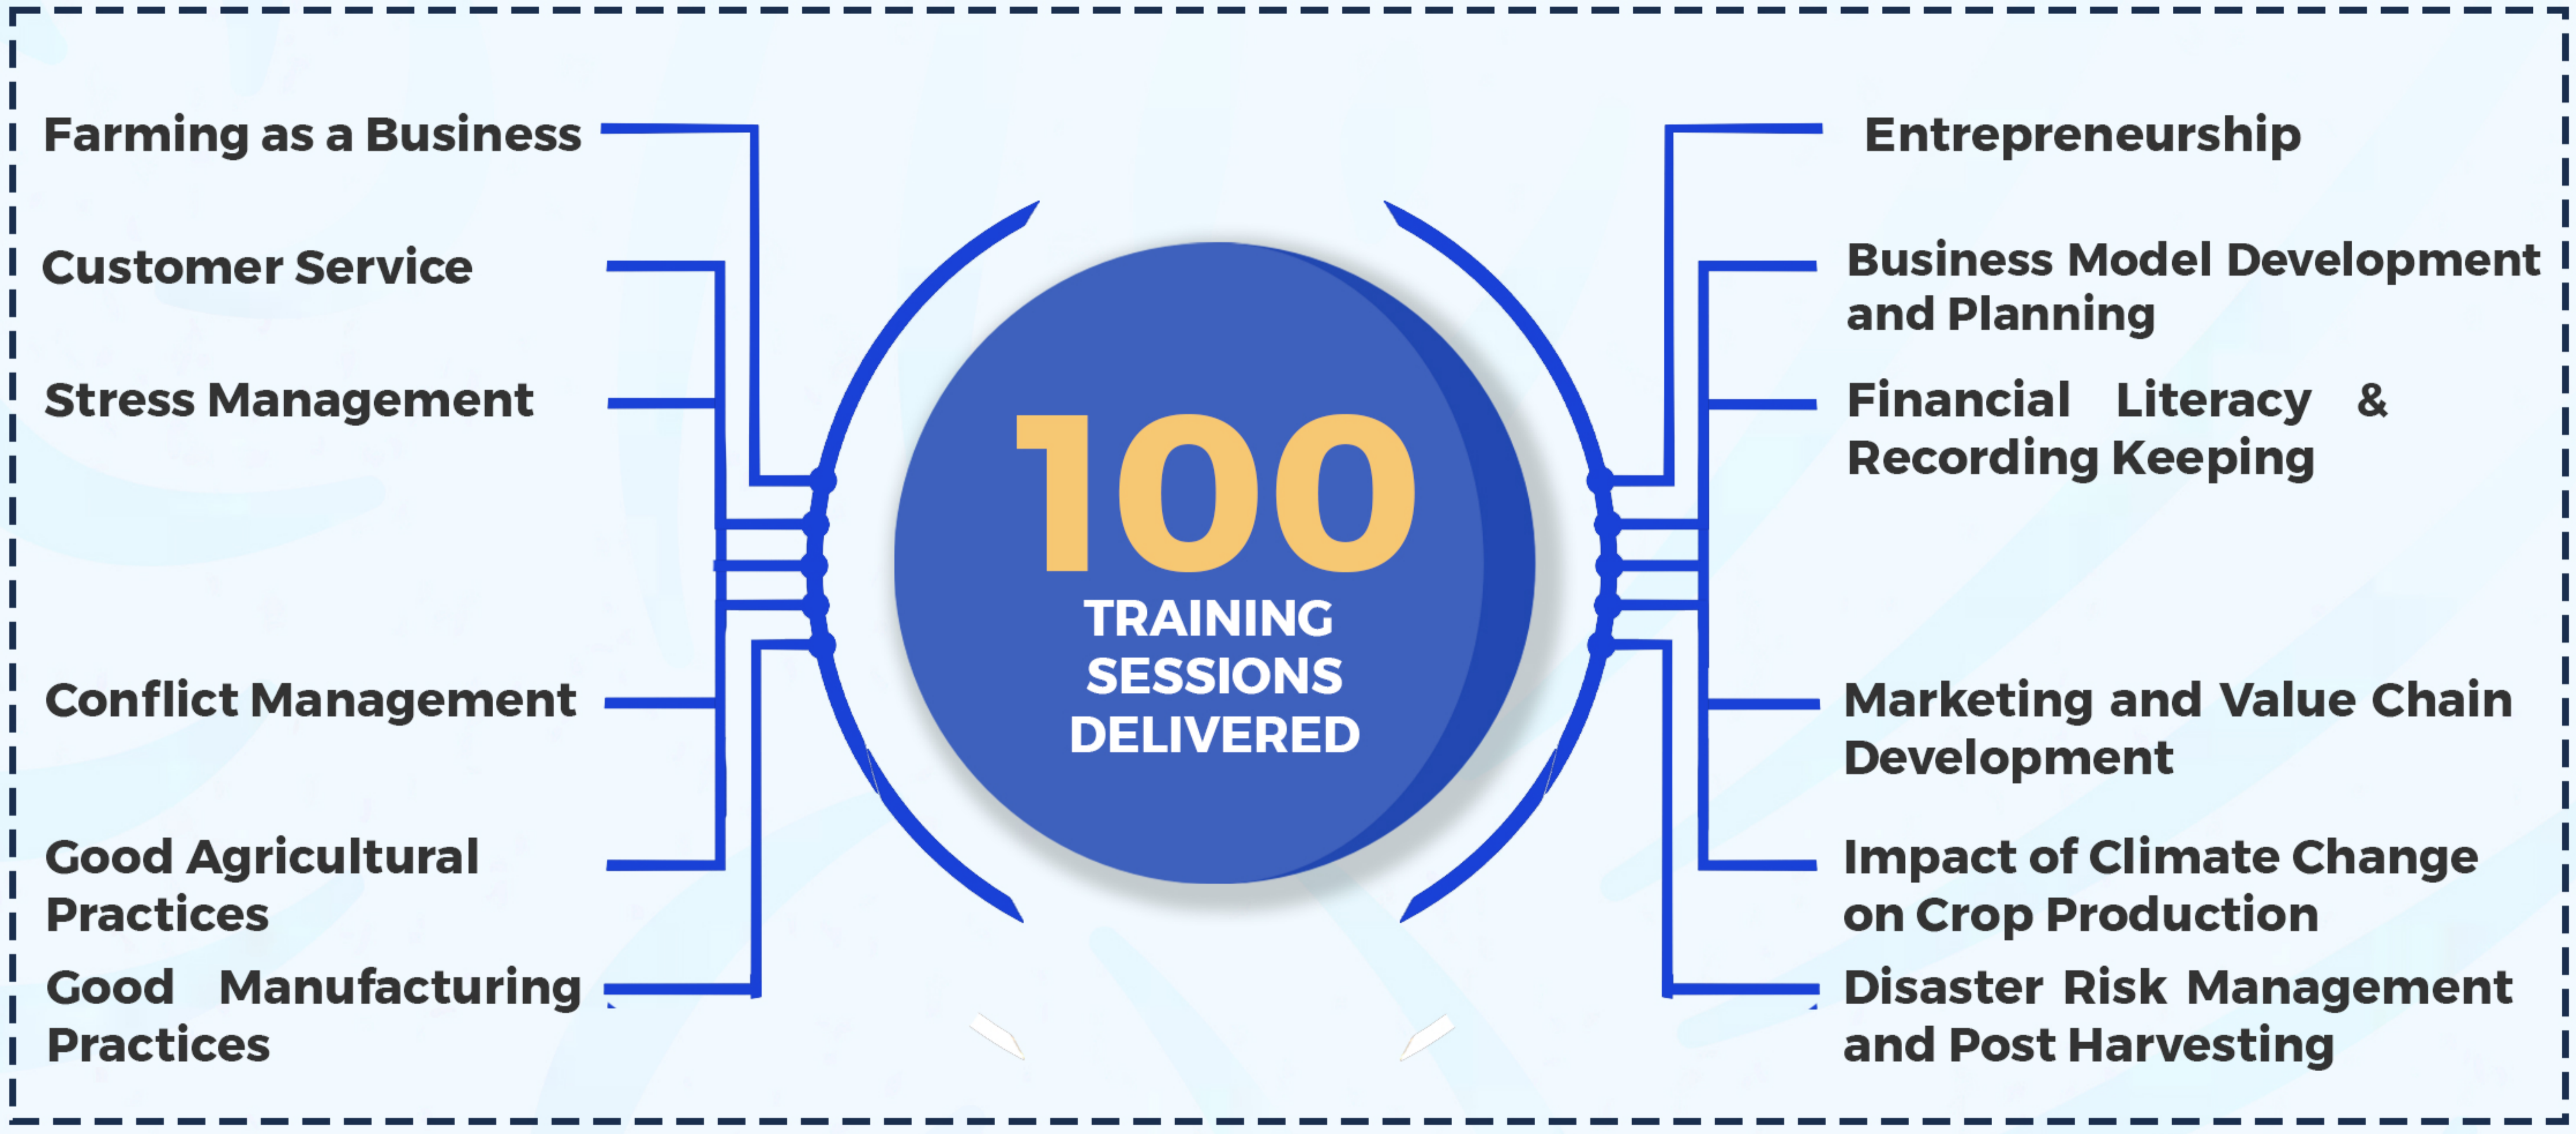 Farming as a Business
Customer Service
Stress Management
Conflict Management
Good Agricultural
Practices
Good Manufacturing
Practices
100
TRAINING
SESSIONS
DELIVERED
Entrepreneurship
Business Model Development
and Planning
Financial Literacy &
Recording Keeping
Marketing and Value Chain
Development
Impact of Climate Change
on Crop Production
Disaster Risk Management
and Post Harvesting